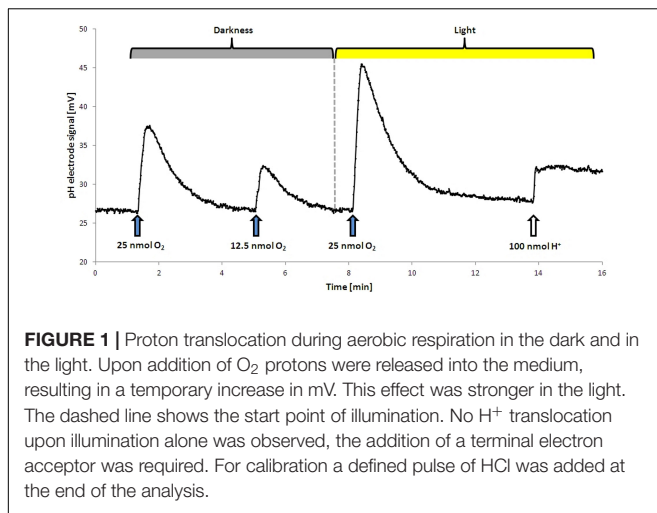 Darkness
Light
50
45
40
35
30
25
20
pH electrode signal [mV]
25 nmol O₂
12.5 nmol O₂
25 nmol O₂
100 nmol H⁺
0 2 4 6 8 10 12 14 16
Time [min]
FIGURE 1 | Proton translocation during aerobic respiration in the dark and in
the light. Upon addition of O₂ protons were released into the medium,
resulting in a temporary increase in mV. This effect was stronger in the light.
The dashed line shows the start point of illumination. No H⁺ translocation
upon illumination alone was observed, the addition of a terminal electron
acceptor was required. For calibration a defined pulse of HCl was added at
the end of the analysis.